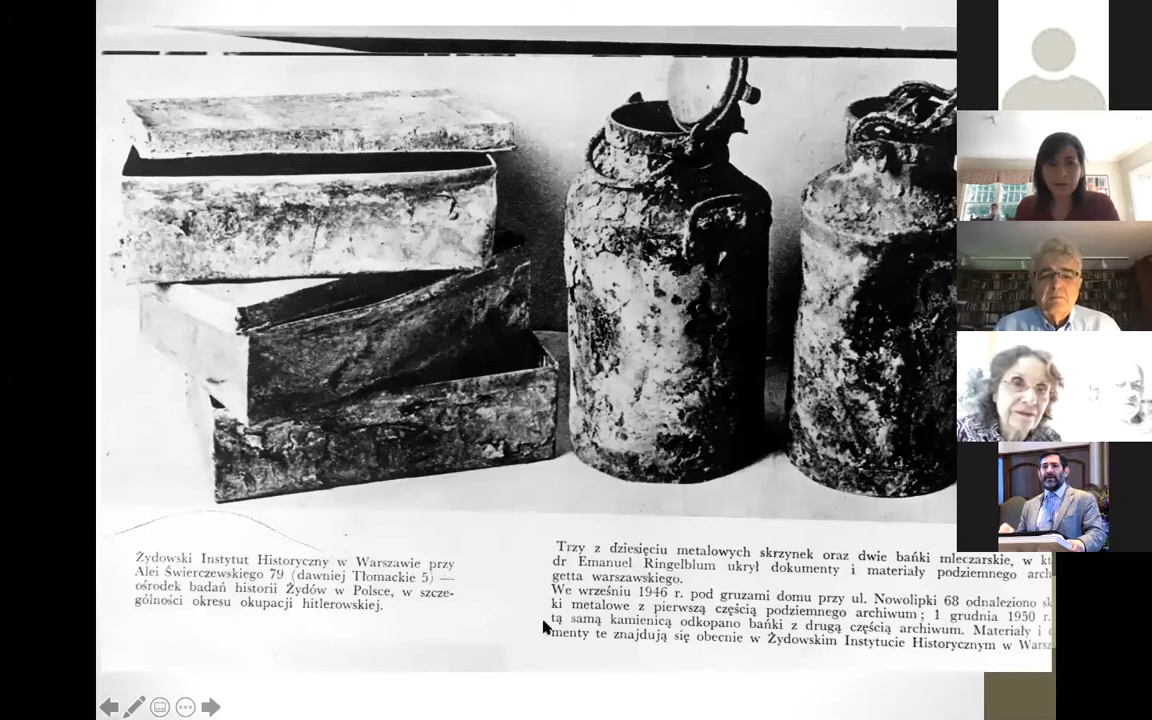 Żydowski Instytut Historyczny w Warszawie przy
Alei Świerczewskiego 79 (dawniej Tłomackie 5) —
ośrodek badań historii Żydów w Polsce, w szcze-
gólności okresu okupacji hitlerowskiej.
Trzy z dziesięciu metalowych skrzynek oraz dwie bańki mleczarskie, w
dr Emanuel Ringelblum ukrył dokumenty i materiały podziemnego
getta warszawskiego.
We wrześniu 1946 r. pod gruzami domu przy ul. Nowolipki 68 odnaleziono
ki metalowe z pierwszą częścią podziemnego archiwum; 1 grudnia 1950 r.
tą samą kamienicą odkopano bańki z drugą częścią archiwum. Materiały i
menty te znajdują się obecnie w Żydowskim Instytucie Historycznym w